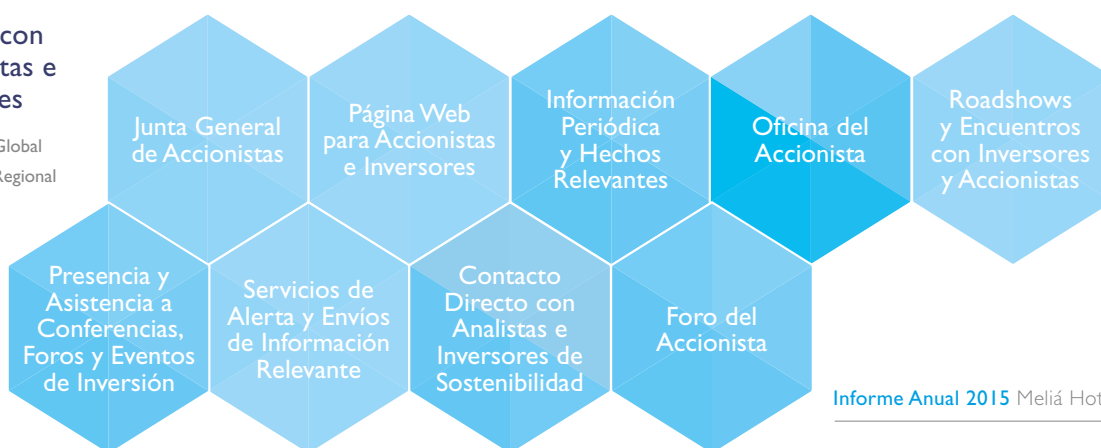 con
tas e
es
Global
Regional
Junta General
de Accionistas
Página Web
para Accionistas
e Inversores
Información
Periódica
y Hechos
Relevantes
Oficina del
Accionista
Roadshows
y Encuentros
con Inversores
y Accionistas
Presencia y
Asistencia a
Conferencias,
Foros y Eventos
de Inversión
Servicios de
Alerta y Envíos
de Información
Relevante
Contacto
Directo con
Analistas e
Inversores de
Sostenibilidad
Foro del
Accionista
Informe Anual 2015 Meliá Hot